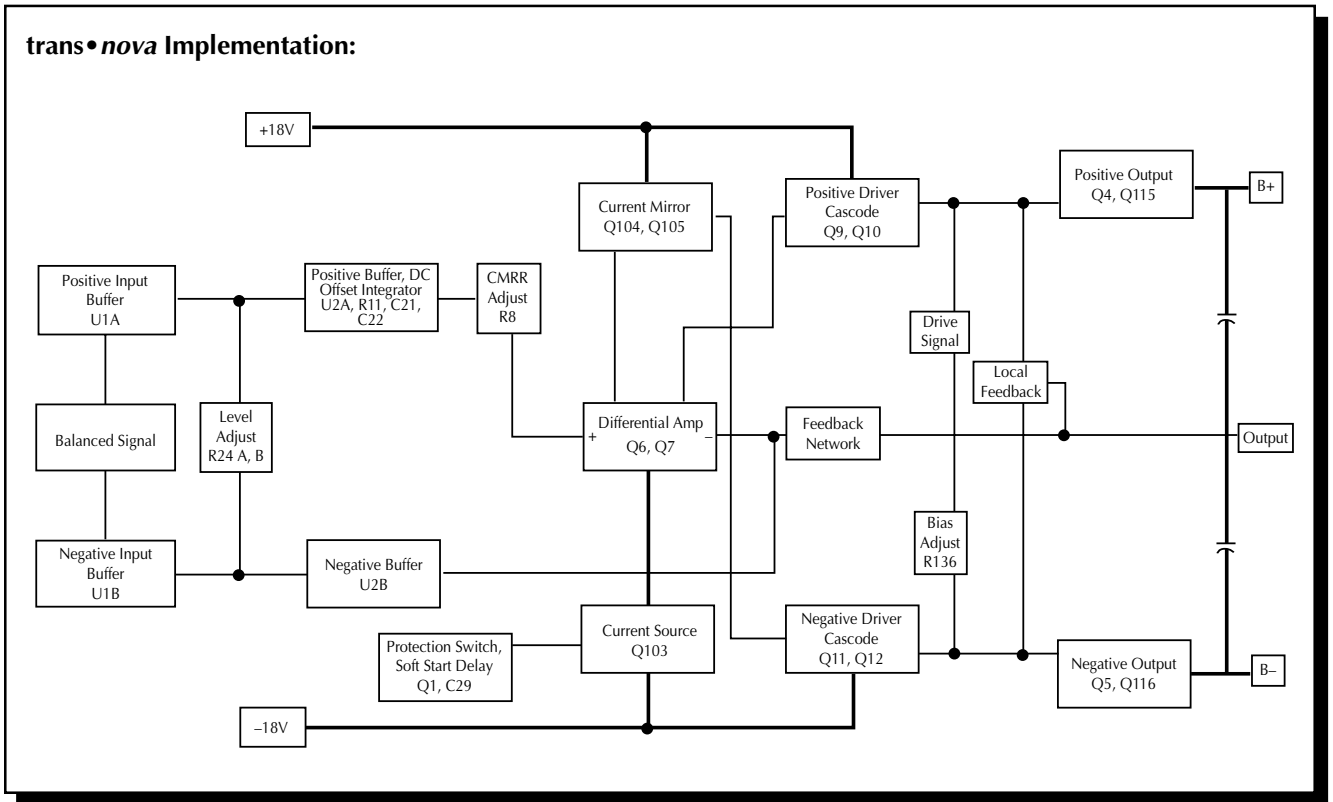 trans•nova Implementation:
+18V
Current Mirror
Q104, Q105
Positive Driver
Cascode
Q9, Q10
Positive Output
Q4, Q115
B+
Positive Input
Buffer
U1A
Positive Buffer, DC
Offset Integrator
U2A, R11, C21,
C22
CMRR
Adjust
R8
Drive
Signal
Local
Feedback
Balanced Signal
Level
Adjust
R24 A, B
+
Differential Amp
–
Q6, Q7
Feedback
Network
Output
Negative Input
Buffer
U1B
Negative Buffer
U2B
Bias
Adjust
R136
Protection Switch,
Soft Start Delay
Q1, C29
Current Source
Q103
Negative Driver
Cascode
Q11, Q12
Negative Output
Q5, Q116
B–
–18V